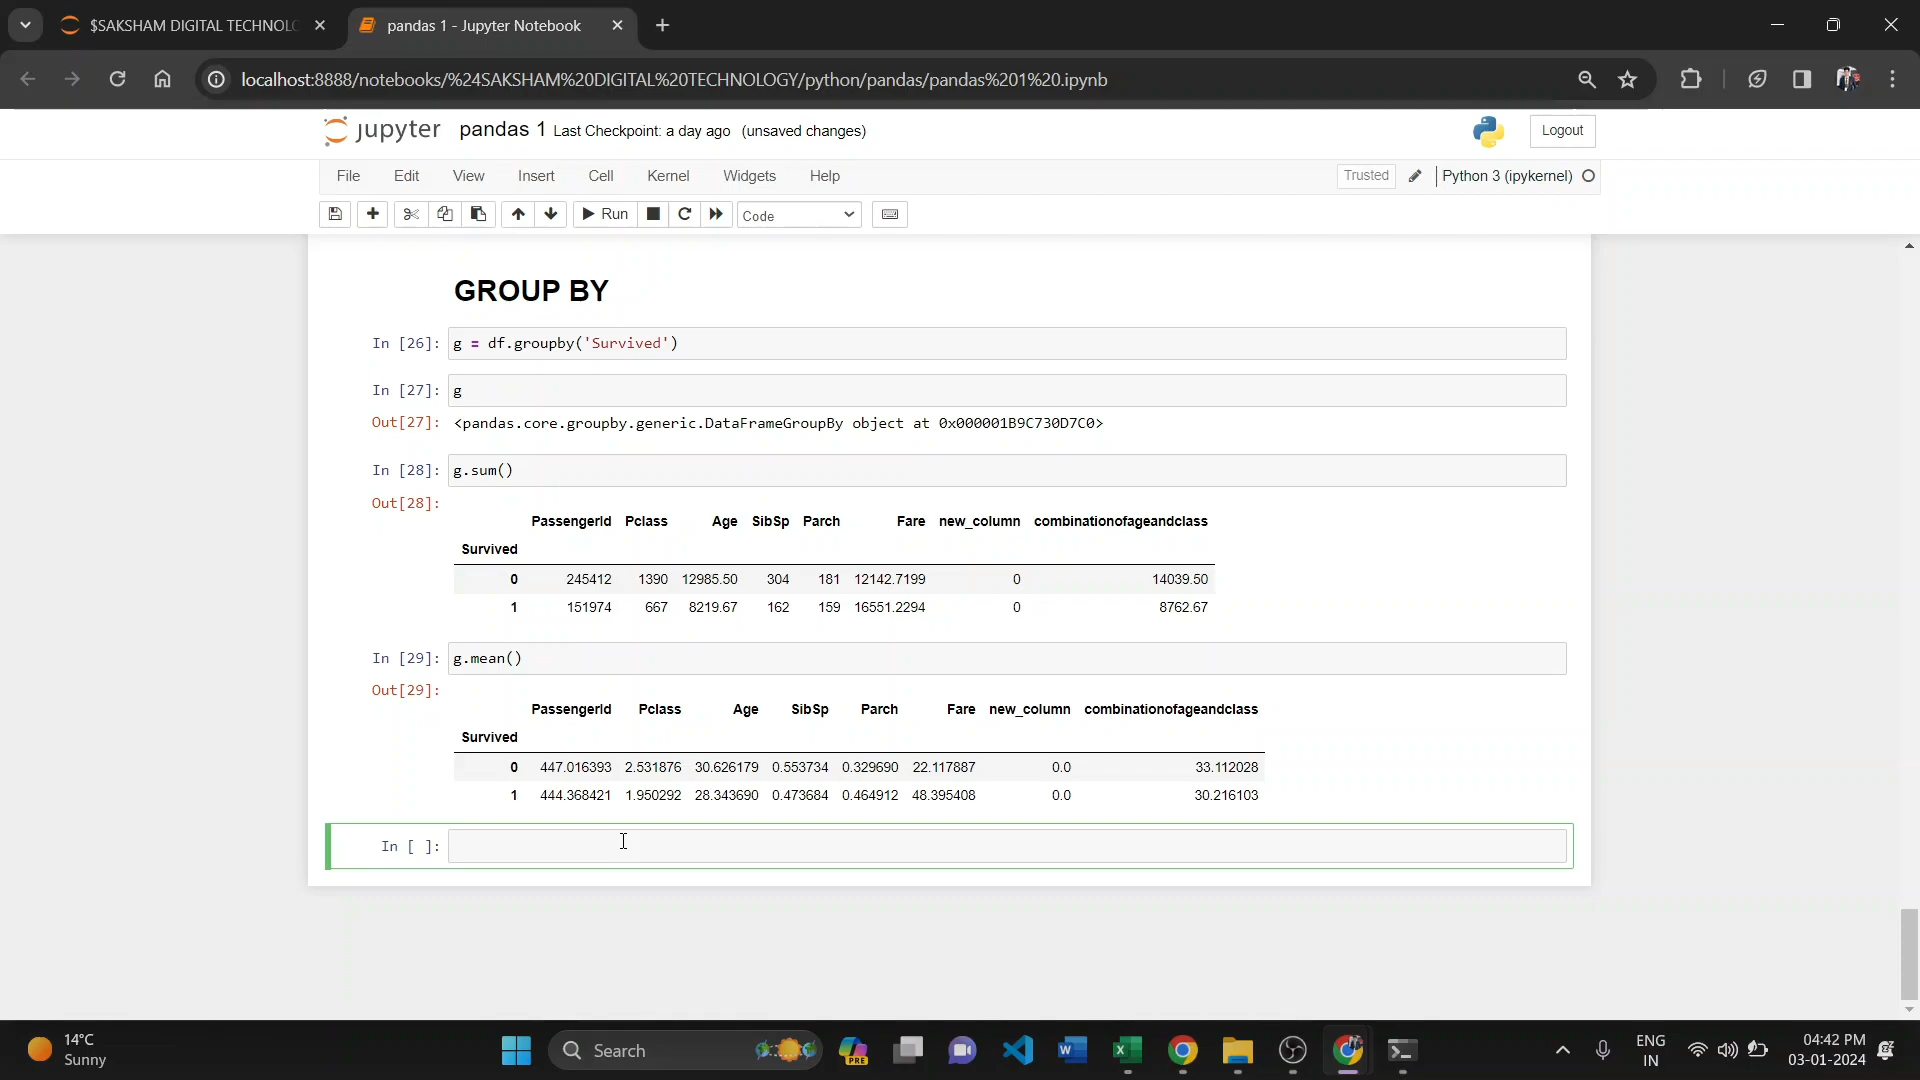 $SAKSHAM DIGITAL TECHNOLO
pandas 1 - Jupyter Notebook
localhost:8888/notebooks/%24SAKSHAM%20DIGITAL%20TECHNOLOGY/python/pandas/pandas%201%20.ipynb
jupyter pandas 1 Last Checkpoint: a day ago (unsaved changes)
Logout
File Edit View Insert Cell Kernel Widgets Help
Trusted Python 3 (ipykernel)
Run Code
GROUP BY
In [26]: g = df.groupby('Survived')
In [27]: g
Out[27]: <pandas.core.groupby.generic.DataFrameGroupBy object at 0x000001B9C730D7C0>
In [28]: g.sum()
Out[28]:
PassengerId Pclass Age SibSp Parch Fare new_column combinationofageandclass
Survived
0 245412 1390 12985.50 304 181 12142.7199 0 14039.50
1 151974 667 8219.67 162 159 16551.2294 0 8762.67
In [29]: g.mean()
Out[29]:
PassengerId Pclass Age SibSp Parch Fare new_column combinationofageandclass
Survived
0 447.016393 2.531876 30.626179 0.553734 0.329690 22.117887 0.0 33.112028
1 444.368421 1.950292 28.343690 0.473684 0.464912 48.395408 0.0 30.216103
In [ ]:
14°C
Sunny
Search
PRE
ENG
IN
04:42 PM
03-01-2024